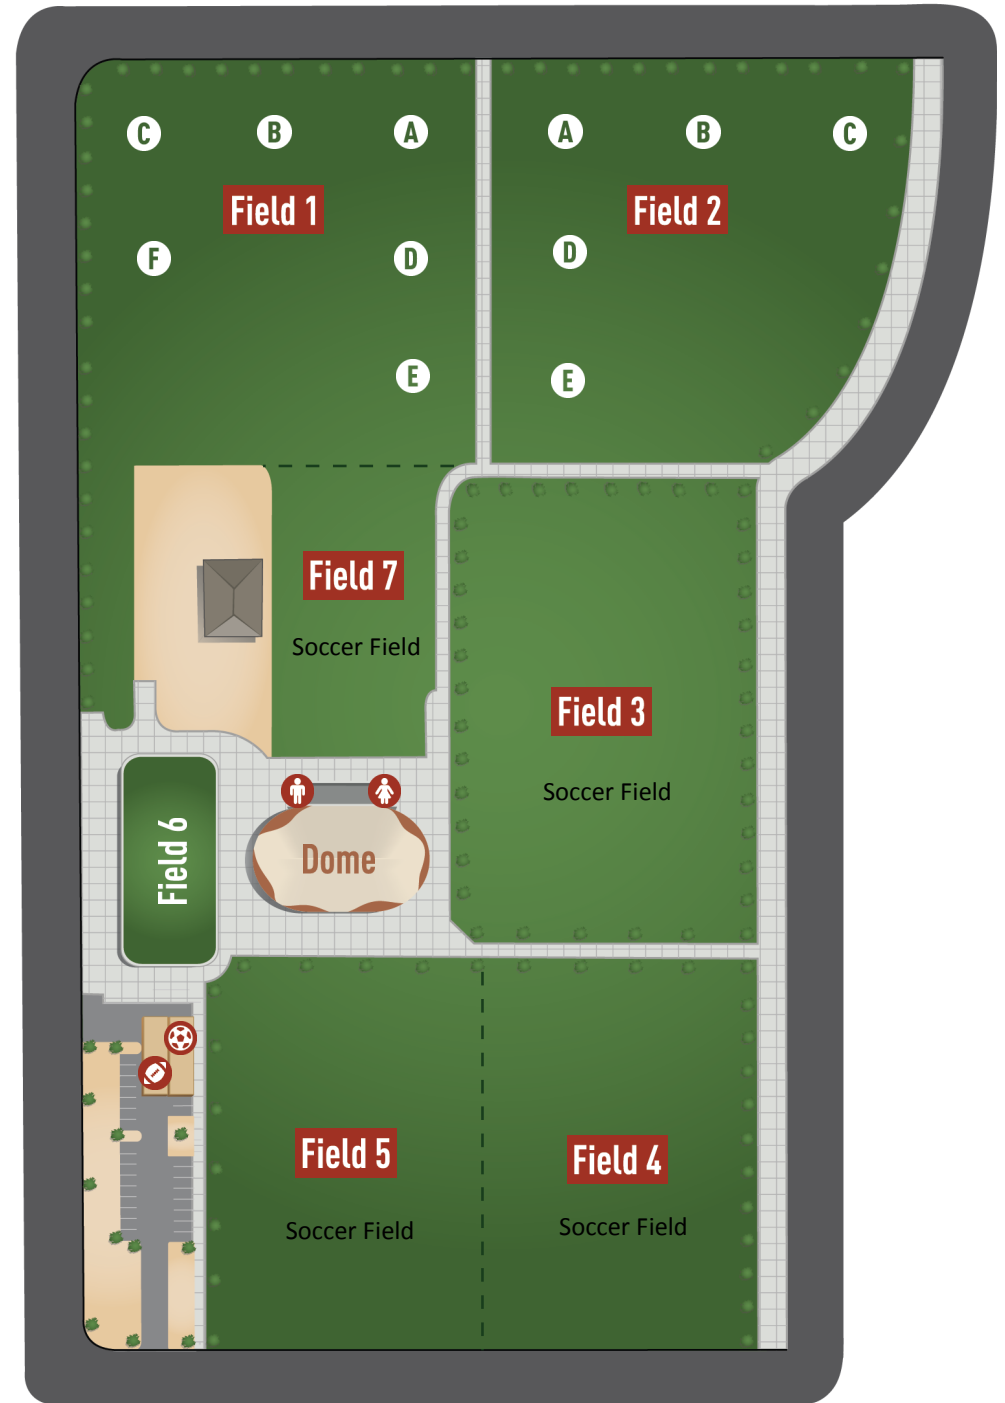 C B A A B C
Field 1 Field 2
F D D
E E
Field 7
Soccer Field
Field 3
Soccer Field
Field 6
Dome
Field 5 Field 4
Soccer Field Soccer Field